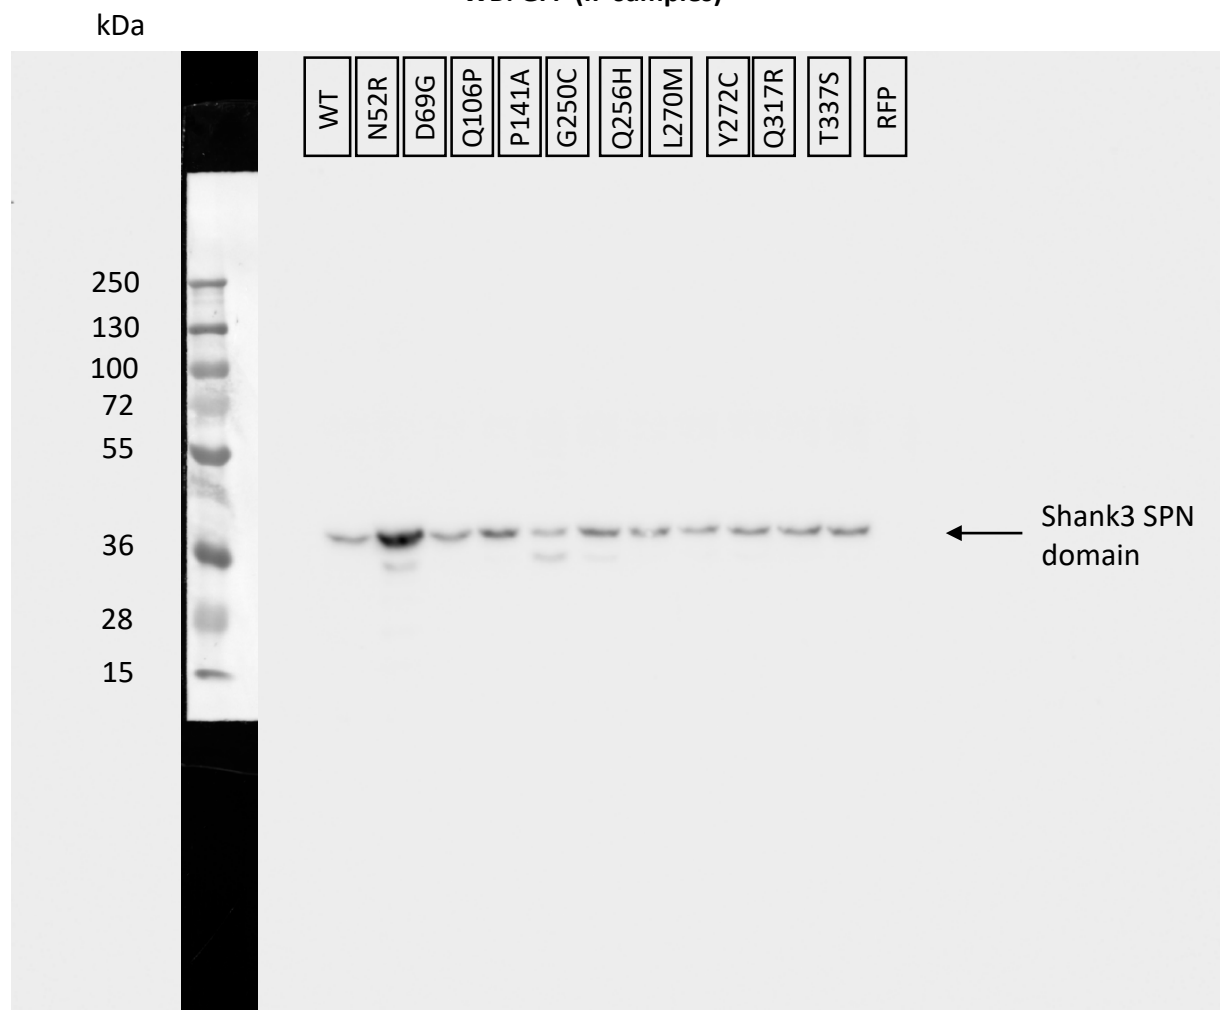 kDa
WT
N52R
D69G
Q106P
P141A
G250C
Q256H
L270M
Y272C
Q317R
T337S
RFP
250
130
100
72
55
36
28
15
Shank3 SPN
domain